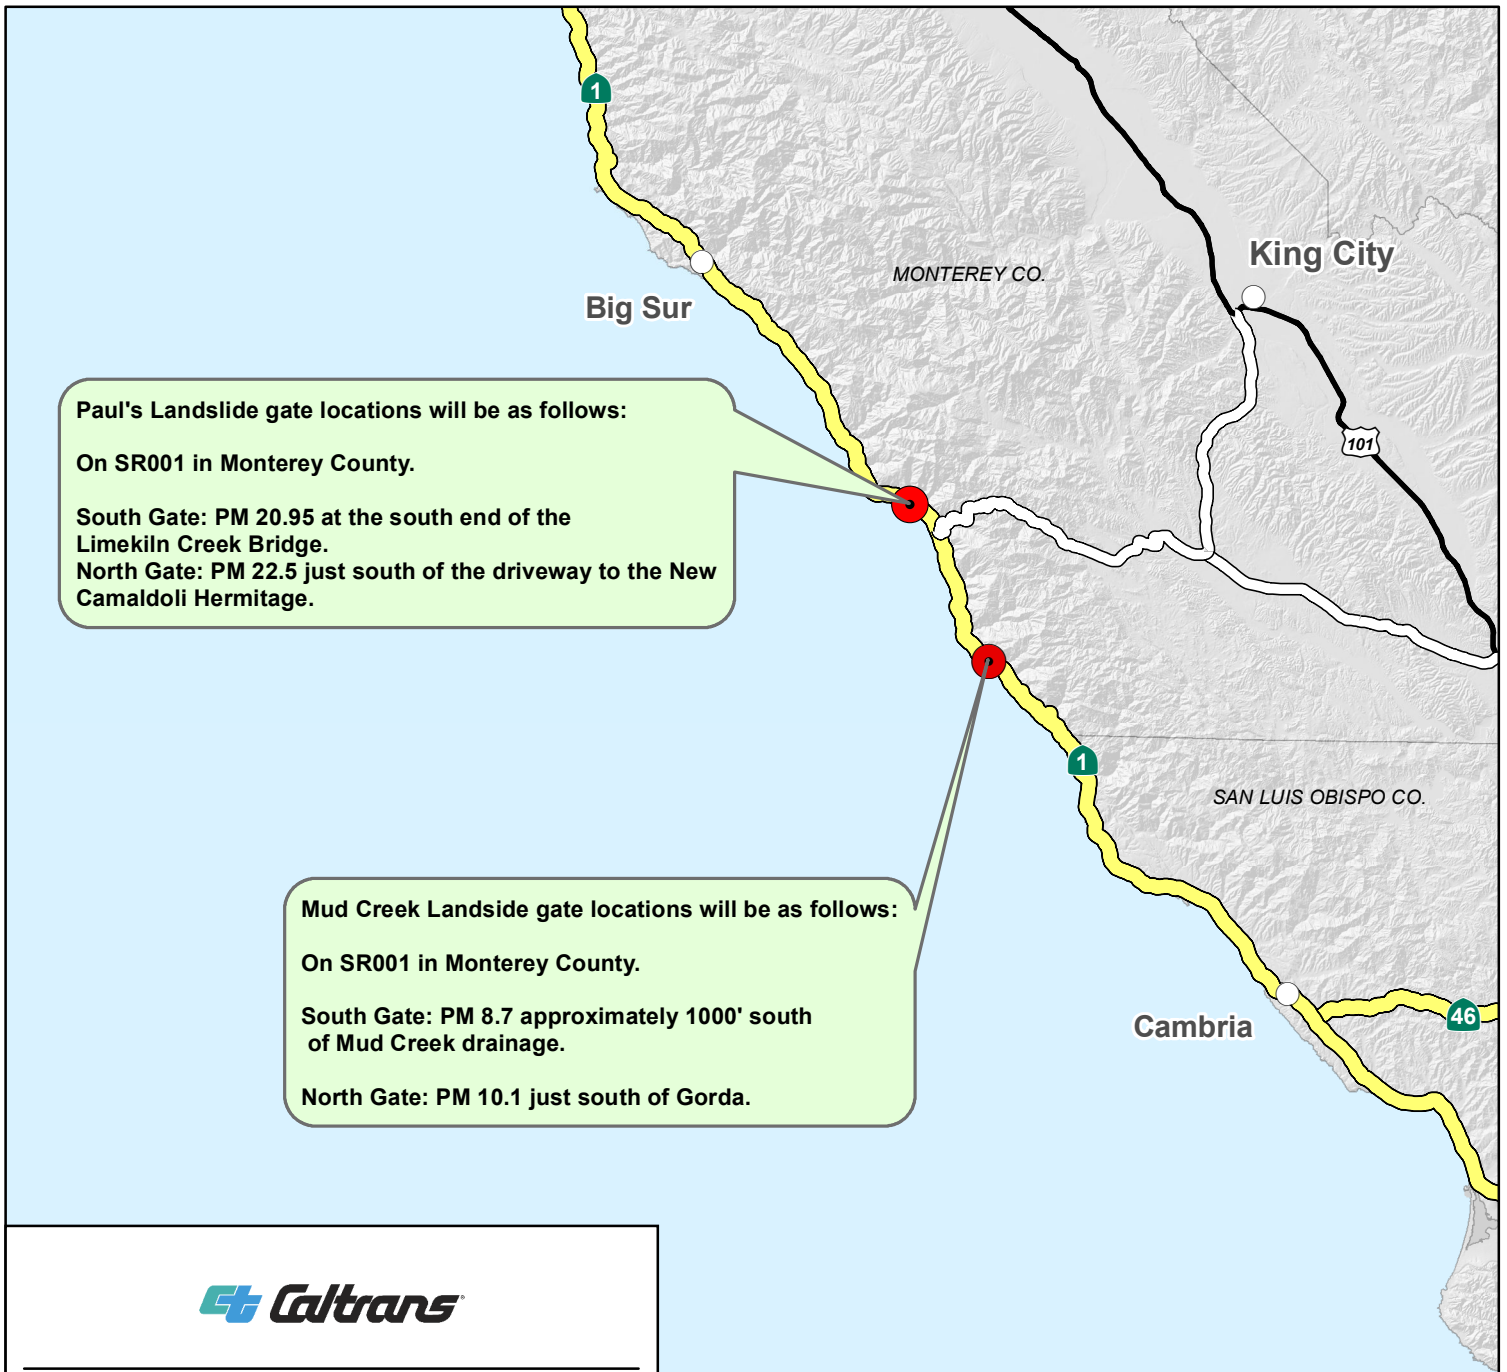 1
King City
MONTEREY CO.
Big Sur
Paul's Landslide gate locations will be as follows:
On SR001 in Monterey County.
South Gate: PM 20.95 at the south end of the
Limekiln Creek Bridge.
North Gate: PM 22.5 just south of the driveway to the New
Camaldoli Hermitage.
101
1
SAN LUIS OBISPO CO.
Mud Creek Landside gate locations will be as follows:
On SR001 in Monterey County.
South Gate: PM 8.7 approximately 1000' south
of Mud Creek drainage.
North Gate: PM 10.1 just south of Gorda.
Cambria
46
ct Caltrans